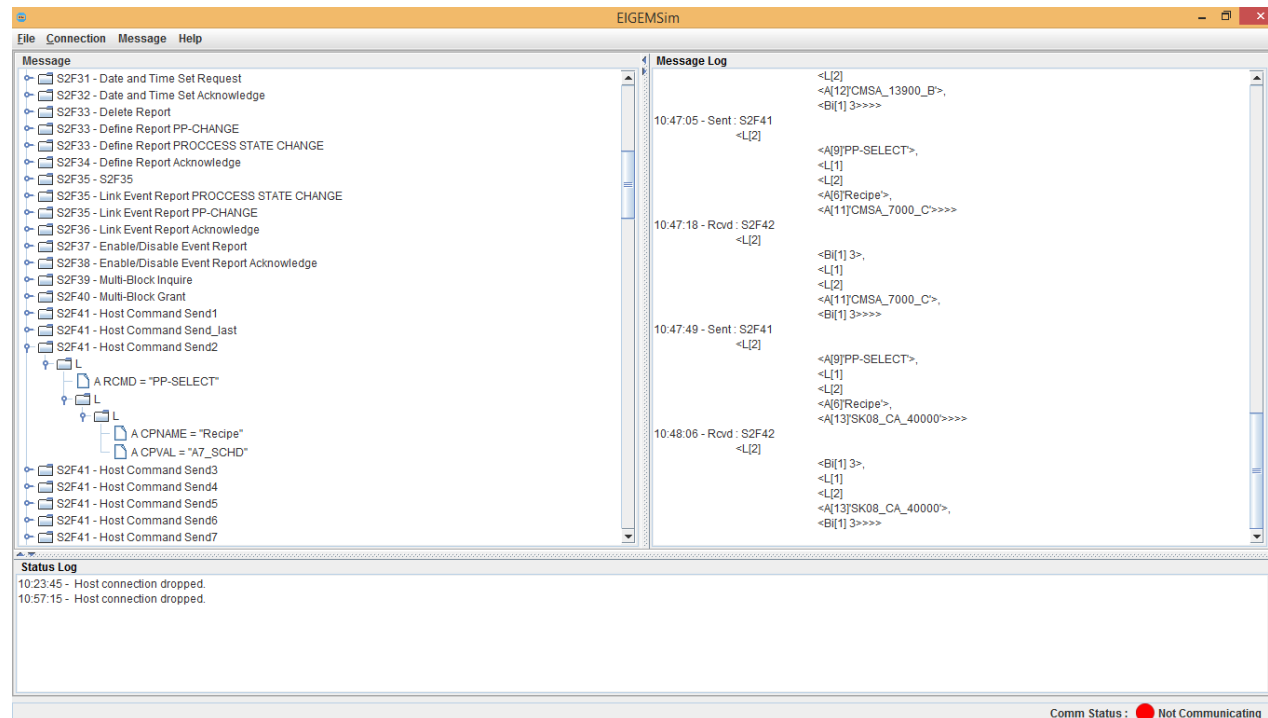 EIGEMSim
File Connection Message Help
Message
S2F31 - Date and Time Set Request
S2F32 - Date and Time Set Acknowledge
S2F33 - Delete Report
S2F33 - Define Report PP-CHANGE
S2F33 - Define Report PROCCESS STATE CHANGE
S2F34 - Define Report Acknowledge
S2F35 - S2F35
S2F35 - Link Event Report PROCCESS STATE CHANGE
S2F35 - Link Event Report PP-CHANGE
S2F36 - Link Event Report Acknowledge
S2F37 - Enable/Disable Event Report
S2F38 - Enable/Disable Event Report Acknowledge
S2F39 - Multi-Block Inquire
S2F40 - Multi-Block Grant
S2F41 - Host Command Send1
S2F41 - Host Command Send_last
S2F41 - Host Command Send2
L
A RCMD = "PP-SELECT"
L
L
A CPNAME = "Recipe"
A CPVAL = "A7_SCHD"
S2F41 - Host Command Send3
S2F41 - Host Command Send4
S2F41 - Host Command Send5
S2F41 - Host Command Send6
S2F41 - Host Command Send7
Message Log
<L[2]
<A[12]'CMSA_13900_B'>,
<Bi[1] 3>>>>
10:47:05 - Sent : S2F41
<L[2]
<A[9]'PP-SELECT'>,
<L[1]
<L[2]
<A[6]'Recipe'>,
<A[11]'CMSA_7000_C'>>>>
10:47:18 - Rcvd : S2F42
<L[2]
<Bi[1] 3>,
<L[1]
<L[2]
<A[11]'CMSA_7000_C'>,
<Bi[1] 3>>>>
10:47:49 - Sent : S2F41
<L[2]
<A[9]'PP-SELECT'>,
<L[1]
<L[2]
<A[6]'Recipe'>,
<A[13]'SK08_CA_40000'>>>>
10:48:06 - Rcvd : S2F42
<L[2]
<Bi[1] 3>,
<L[1]
<L[2]
<A[13]'SK08_CA_40000'>,
<Bi[1] 3>>>>
Status Log
10:23:45 - Host connection dropped.
10:57:15 - Host connection dropped.
Comm Status : Not Communicating